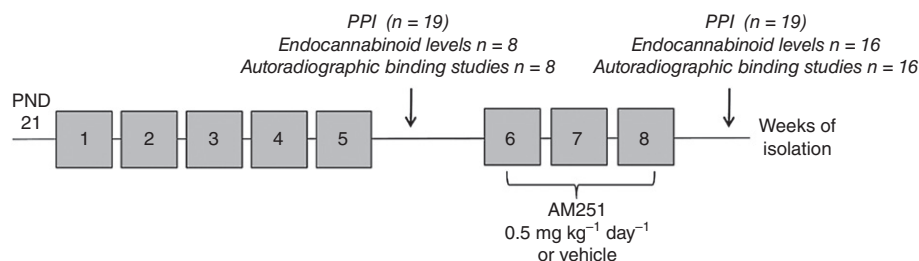 PPI (n = 19)
Endocannabinoid levels n = 8
Autoradiographic binding studies n = 8
PPI (n = 19)
Endocannabinoid levels n = 16
Autoradiographic binding studies n = 16
PND
21
1 2 3 4 5 6 7 8
Weeks of
isolation
AM251
0.5 mg kg⁻¹ day⁻¹
or vehicle